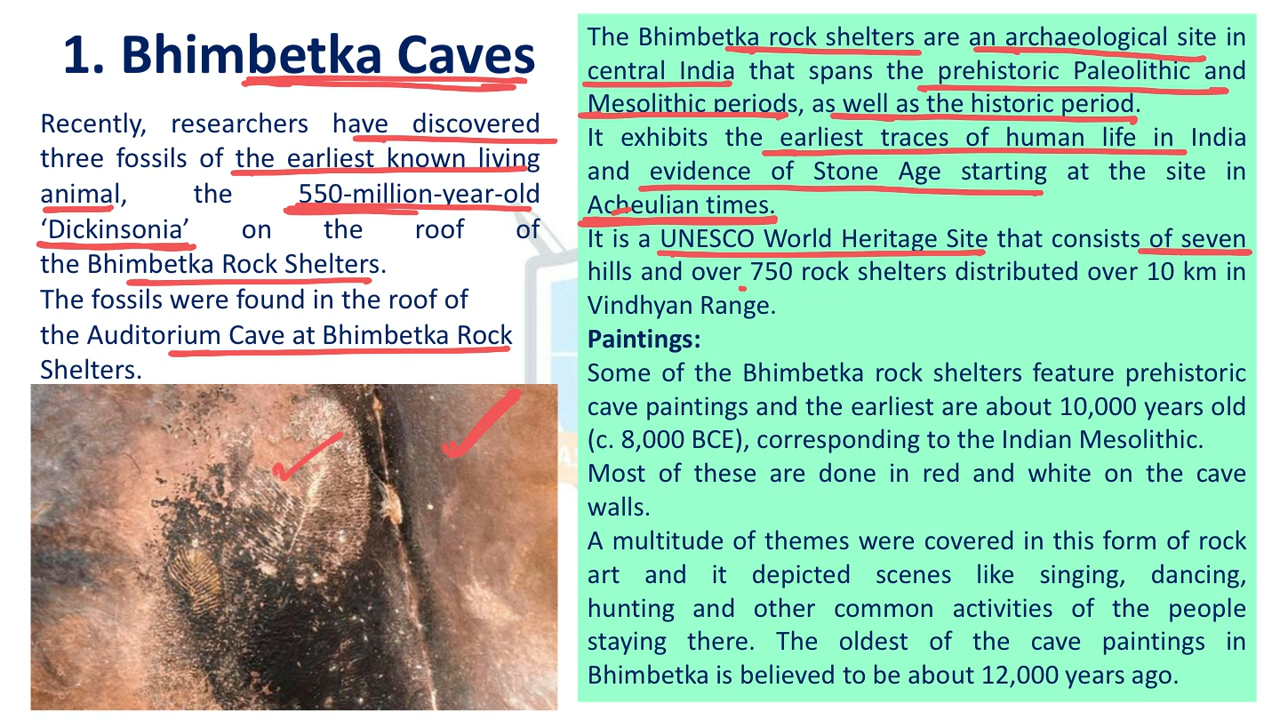 1. Bhimbetka Caves
Recently, researchers have discovered
three fossils of the earliest known living
animal, the 550-million-year-old
‘Dickinsonia’ on the roof of
the Bhimbetka Rock Shelters.
The fossils were found in the roof of
the Auditorium Cave at Bhimbetka Rock
Shelters.
The Bhimbetka rock shelters are an archaeological site in
central India that spans the prehistoric Paleolithic and
Mesolithic periods, as well as the historic period.
It exhibits the earliest traces of human life in India
and evidence of Stone Age starting at the site in
Acheulian times.
It is a UNESCO World Heritage Site that consists of seven
hills and over 750 rock shelters distributed over 10 km in
Vindhyan Range.
Paintings:
Some of the Bhimbetka rock shelters feature prehistoric
cave paintings and the earliest are about 10,000 years old
(c. 8,000 BCE), corresponding to the Indian Mesolithic.
Most of these are done in red and white on the cave
walls.
A multitude of themes were covered in this form of rock
art and it depicted scenes like singing, dancing,
hunting and other common activities of the people
staying there. The oldest of the cave paintings in
Bhimbetka is believed to be about 12,000 years ago.